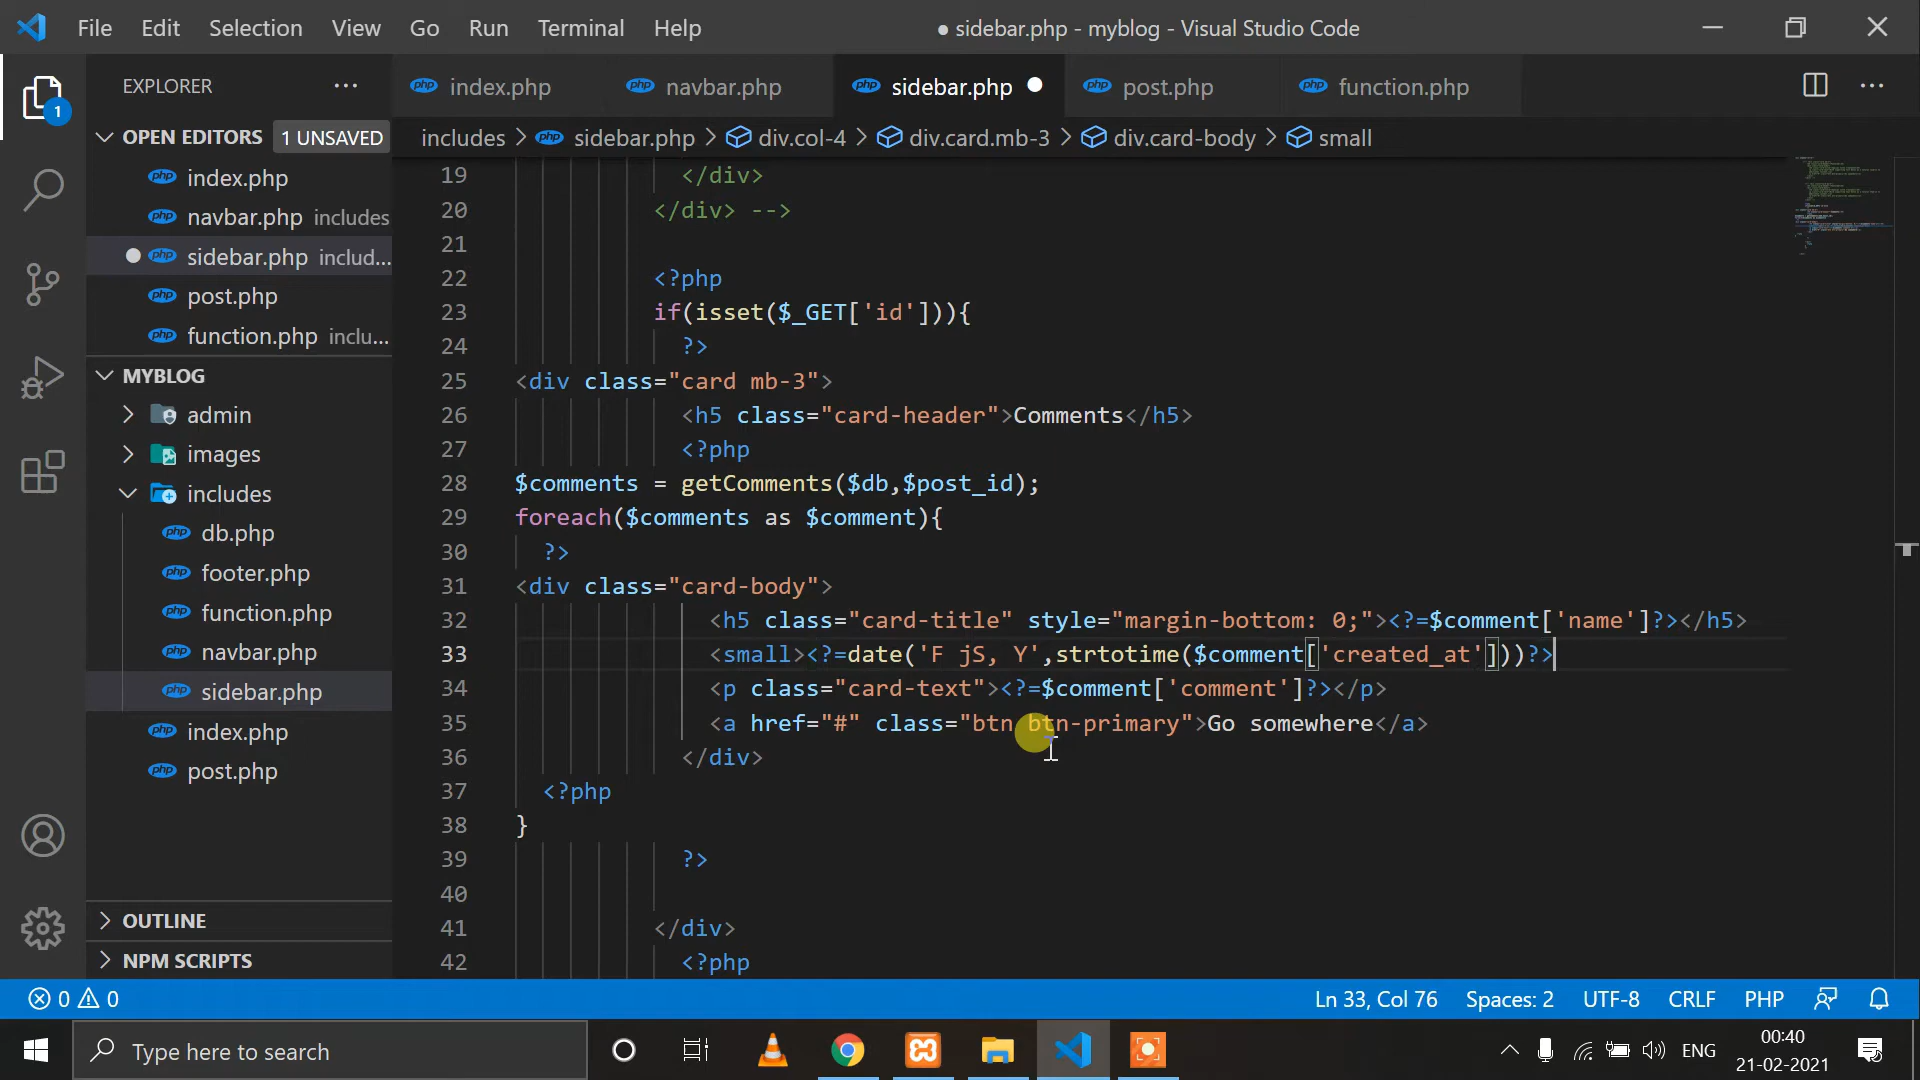 File Edit Selection View Go Run Terminal Help
● sidebar.php - myblog - Visual Studio Code
EXPLORER
index.php
navbar.php
sidebar.php
post.php
function.php
includes > sidebar.php > div.col-4 > div.card.mb-3 > div.card-body > small
1
OPEN EDITORS 1 UNSAVED
index.php
navbar.php includes
sidebar.php includ...
post.php
function.php inclu...
MYBLOG
admin
images
includes
db.php
footer.php
function.php
navbar.php
sidebar.php
index.php
post.php
OUTLINE
NPM SCRIPTS
19 </div>
20 </div> -->
21
22 <?php
23 if(isset($_GET['id'])){
24 ?>
25 <div class="card mb-3">
26 <h5 class="card-header">Comments</h5>
27 <?php
28 $comments = getComments($db,$post_id);
29 foreach($comments as $comment){
30 ?>
31 <div class="card-body">
32 <h5 class="card-title" style="margin-bottom: 0;"><?=$comment['name']?></h5>
33 <small><?=date('F jS, Y',strtotime($comment['created_at']))?>
34 <p class="card-text"><?=$comment['comment']?></p>
35 <a href="#" class="btn btn-primary">Go somewhere</a>
36 </div>
37 <?php
38 }
39 ?>
40
41 </div>
42 <?php
0 0
Ln 33, Col 76 Spaces: 2 UTF-8 CRLF PHP
Type here to search
ENG
00:40
21-02-2021